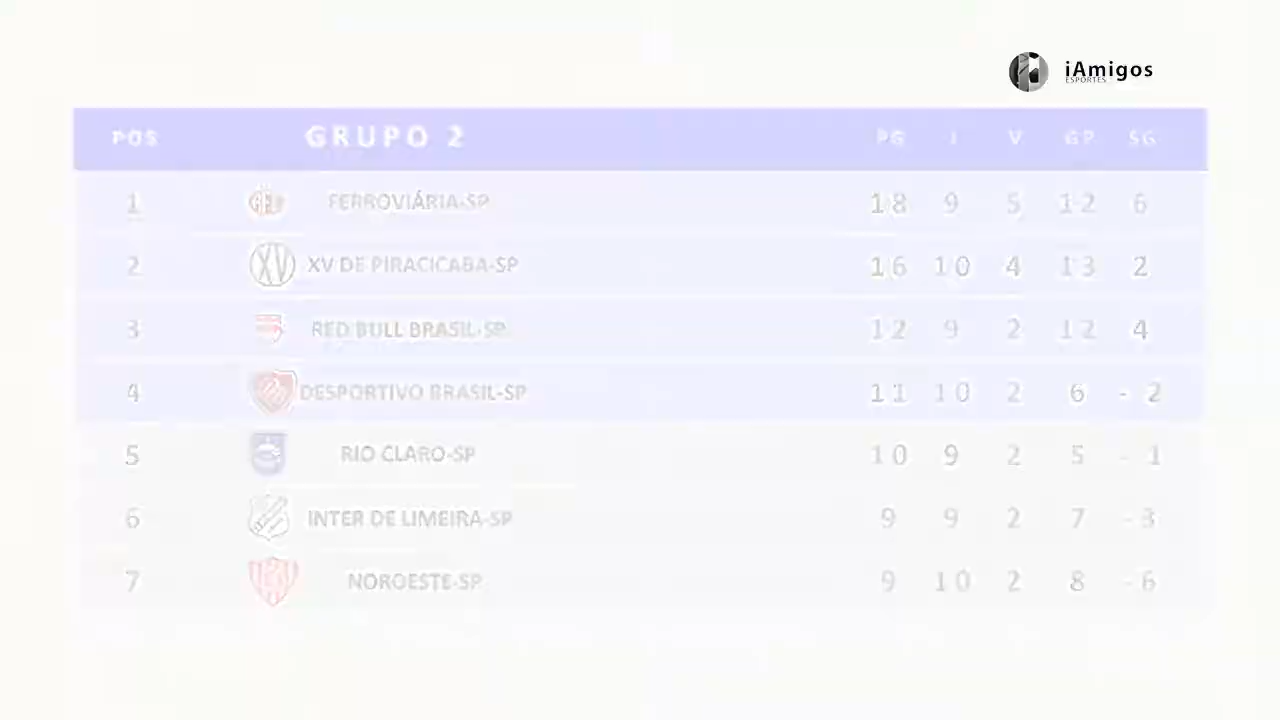 iAmigos
ESPORTES
POS GRUPO 2 PG J V GP SG
1 FERROVIÁRIA-SP 18 9 5 12 6
2 XV XV DE PIRACICABA-SP 16 10 4 13 2
3 RED BULL BRASIL-SP 12 9 2 12 4
4 DESPORTIVO BRASIL-SP 11 10 2 6 - 2
5 RIO CLARO-SP 10 9 2 5 - 1
6 INTER DE LIMEIRA-SP 9 9 2 7 - 3
7 NOROESTE-SP 9 10 2 8 - 6